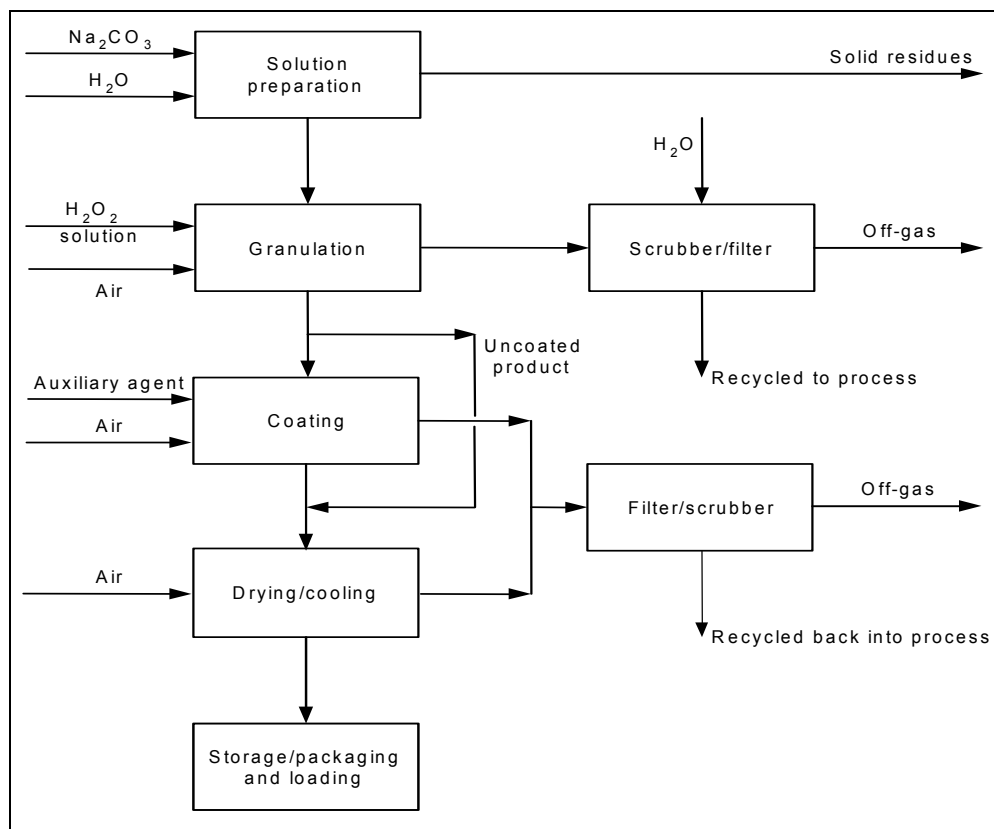 Na₂CO₃
H₂O
Solution
preparation
Solid residues
H₂O
H₂O₂
solution
Air
Granulation
Scrubber/filter
Off-gas
Uncoated
product
Recycled to process
Auxiliary agent
Air
Coating
Filter/scrubber
Off-gas
Air
Drying/cooling
Recycled back into process
Storage/packaging
and loading